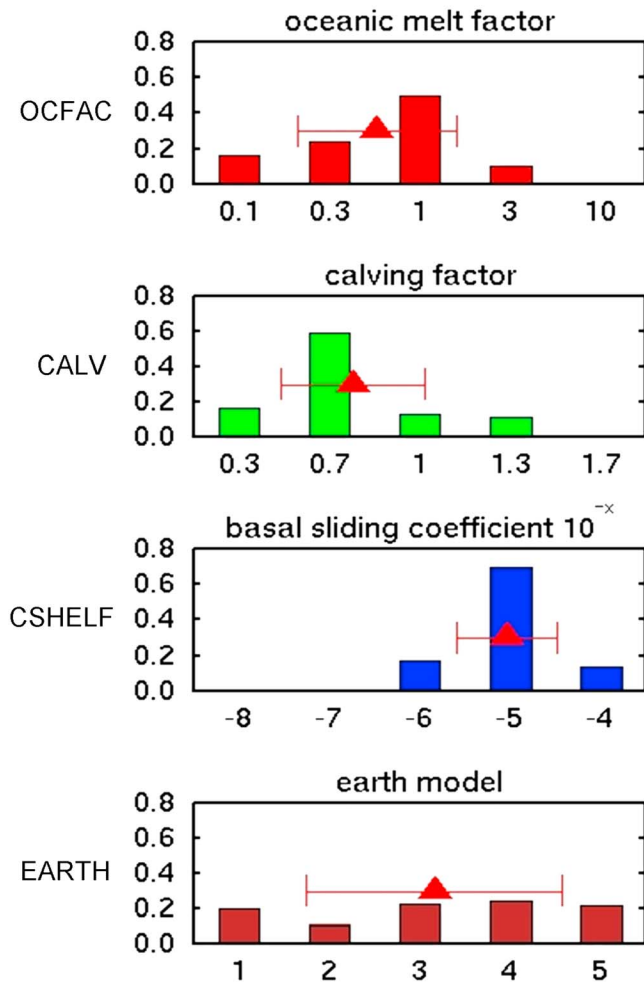 oceanic melt factor
OCFAC
0.8
0.6
0.4
0.2
0.0
0.1 0.3 1 3 10
calving factor
CALV
0.8
0.6
0.4
0.2
0.0
0.3 0.7 1 1.3 1.7
basal sliding coefficient 10⁻ˣ
CSHELF
0.8
0.6
0.4
0.2
0.0
-8 -7 -6 -5 -4
earth model
EARTH
0.8
0.6
0.4
0.2
0.0
1 2 3 4 5